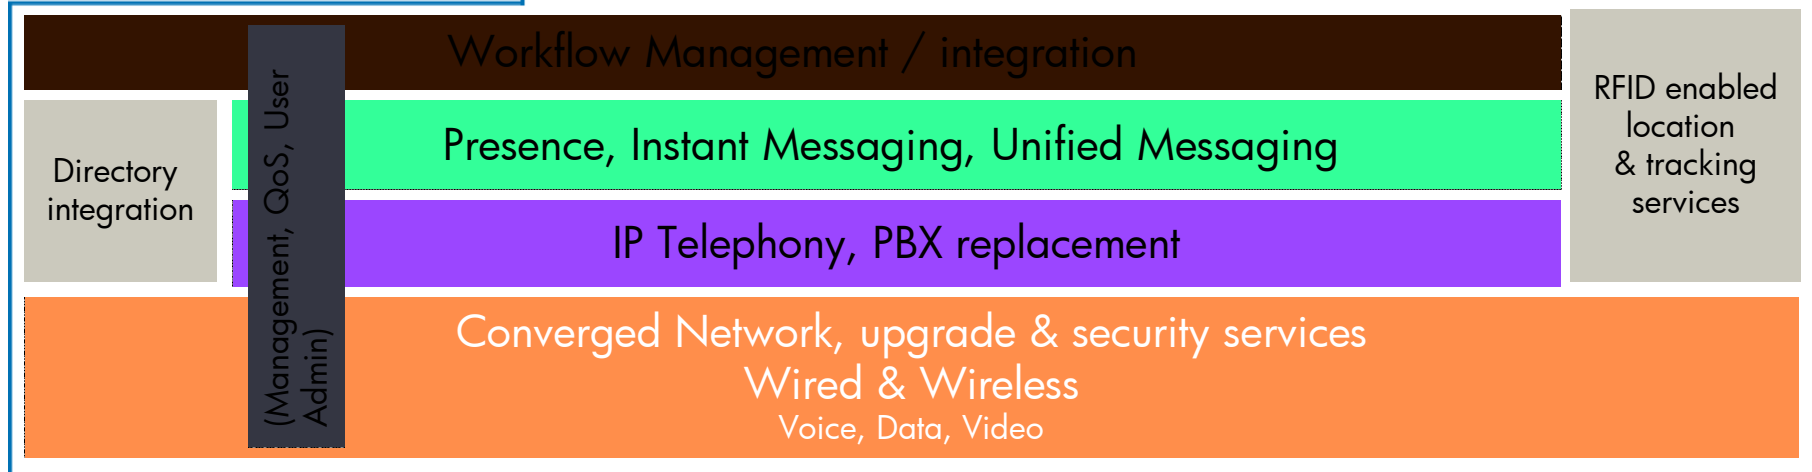 Workflow Management / integration
RFID enabled
location
& tracking
services
Directory
integration
(Management, QoS, User
Admin)
Presence, Instant Messaging, Unified Messaging
IP Telephony, PBX replacement
Converged Network, upgrade & security services
Wired & Wireless
Voice, Data, Video